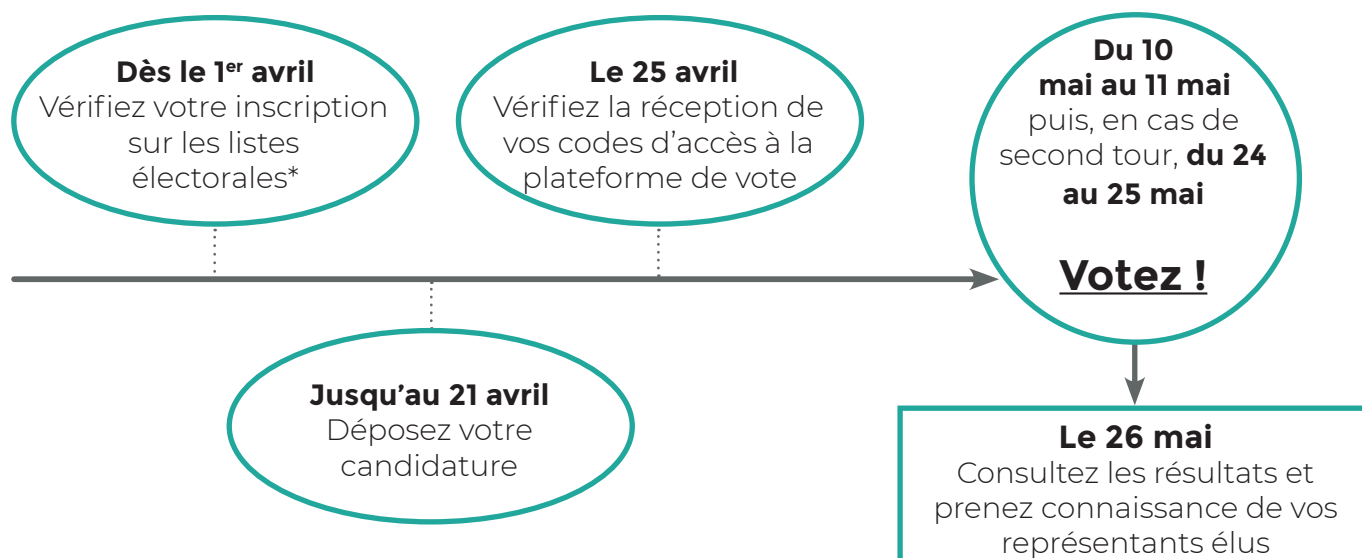 Dès le 1er avril
Vérifiez votre inscription
sur les listes
électorales*
Le 25 avril
Vérifiez la réception de
vos codes d’accès à la
plateforme de vote
Du 10
mai au 11 mai
puis, en cas de
second tour, du 24
au 25 mai
Votez !
Jusqu’au 21 avril
Déposez votre
candidature
Le 26 mai
Consultez les résultats et
prenez connaissance de vos
représentants élus